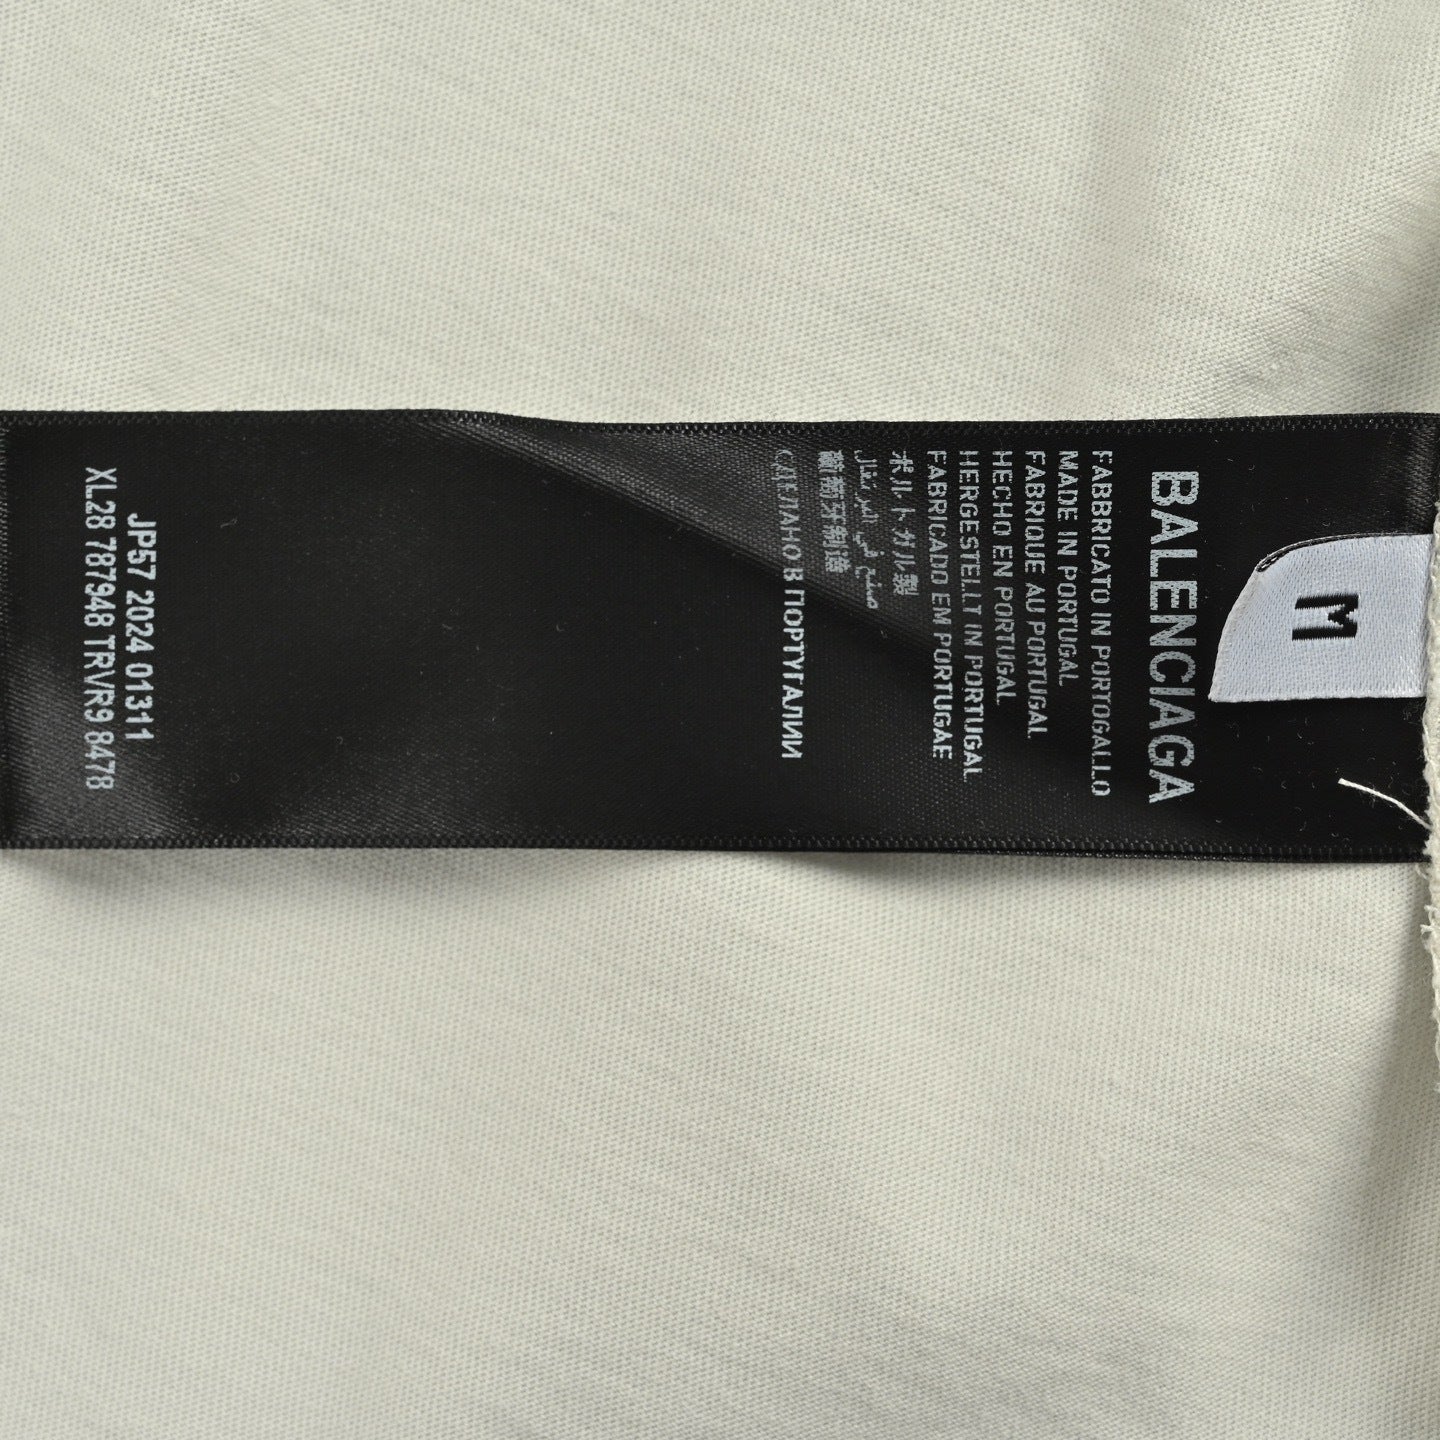 M
BALENCIAGA
FABBRICATO IN PORTOGALLO
MADE IN PORTUGAL
FABRIQUE AU PORTUGAL
HECHO EN PORTUGAL
HERGESTELLT IN PORTUGAL
FABRICADO EM PORTUGAE
ポルトガル製
صنع في البرتغال
葡萄牙制造
СДЕЛАНО В ПОРТУГАЛИИ
JP57 2024 01311
XL28 787948 TRVR9 8478